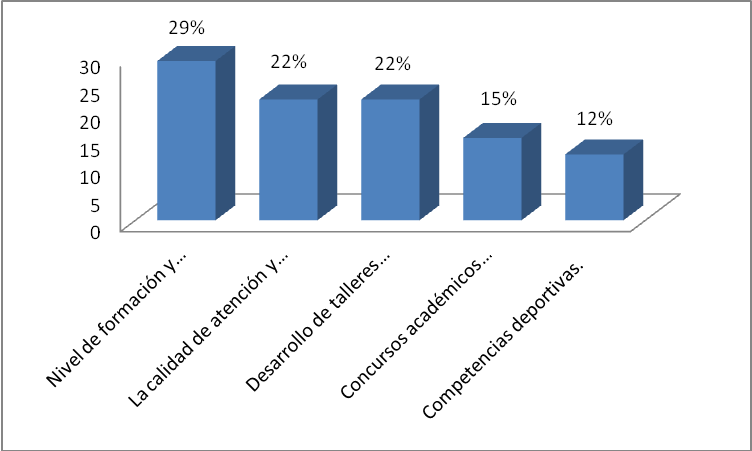 29%
22%
22%
15%
12%
30
25
20
15
10
5
0
Nivel de formación y...
La calidad de atención y...
Desarrollo de talleres...
Concursos académicos...
Competencias deportivas.